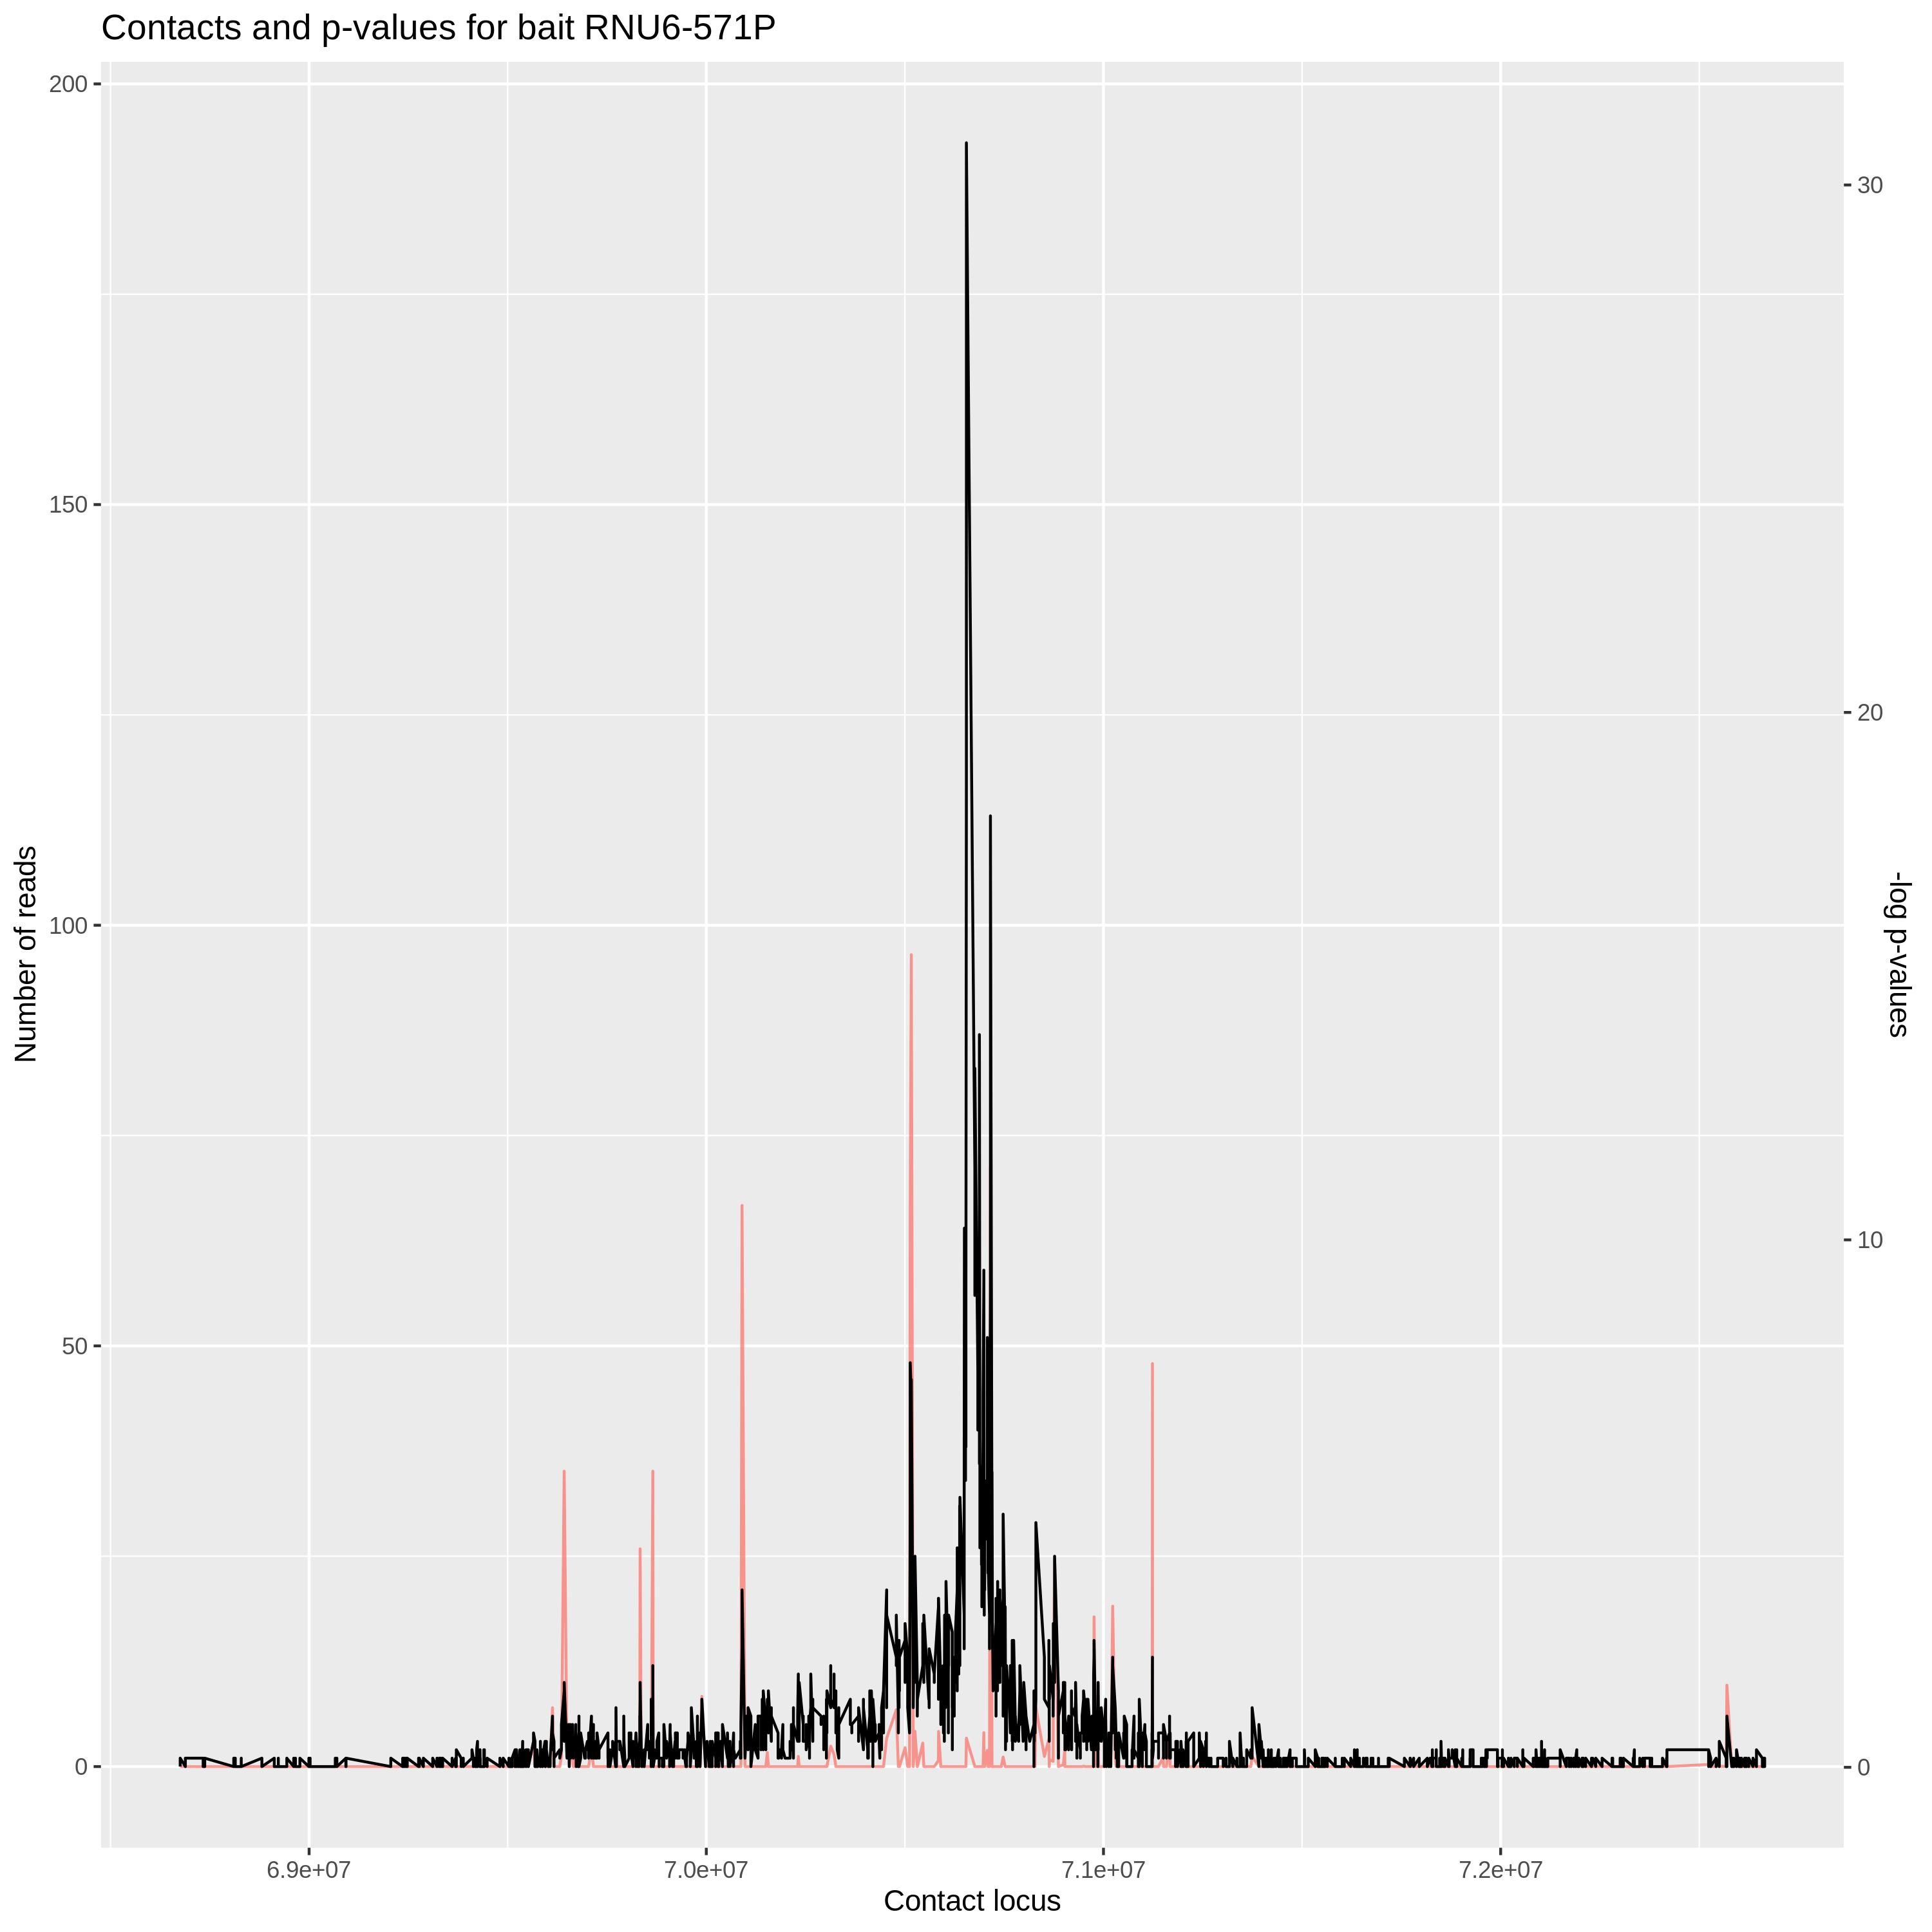 Contacts and p-values for bait RNU6-571P
200
150
100
50
0
30
20
10
0
Number of reads
-log p-values
6.9e+07
7.0e+07
7.1e+07
7.2e+07
Contact locus